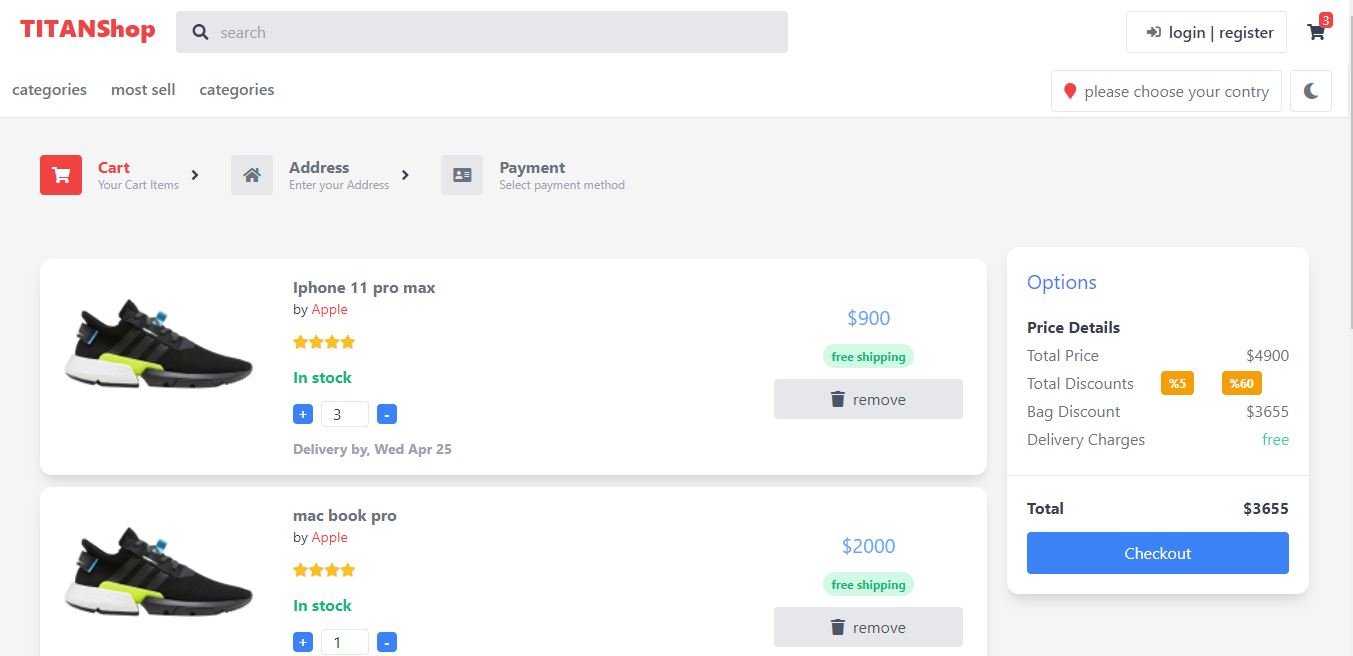 TITANShop
search
login | register
3
categories
most sell
categories
please choose your contry
Cart
Your Cart Items
Address
Enter your Address
Payment
Select payment method
Iphone 11 pro max
by Apple
In stock
+ 3 -
Delivery by, Wed Apr 25
$900
free shipping
remove
mac book pro
by Apple
In stock
+ 1 -
$2000
free shipping
remove
Options
Price Details
Total Price $4900
Total Discounts %5 %60
Bag Discount $3655
Delivery Charges free
Total $3655
Checkout